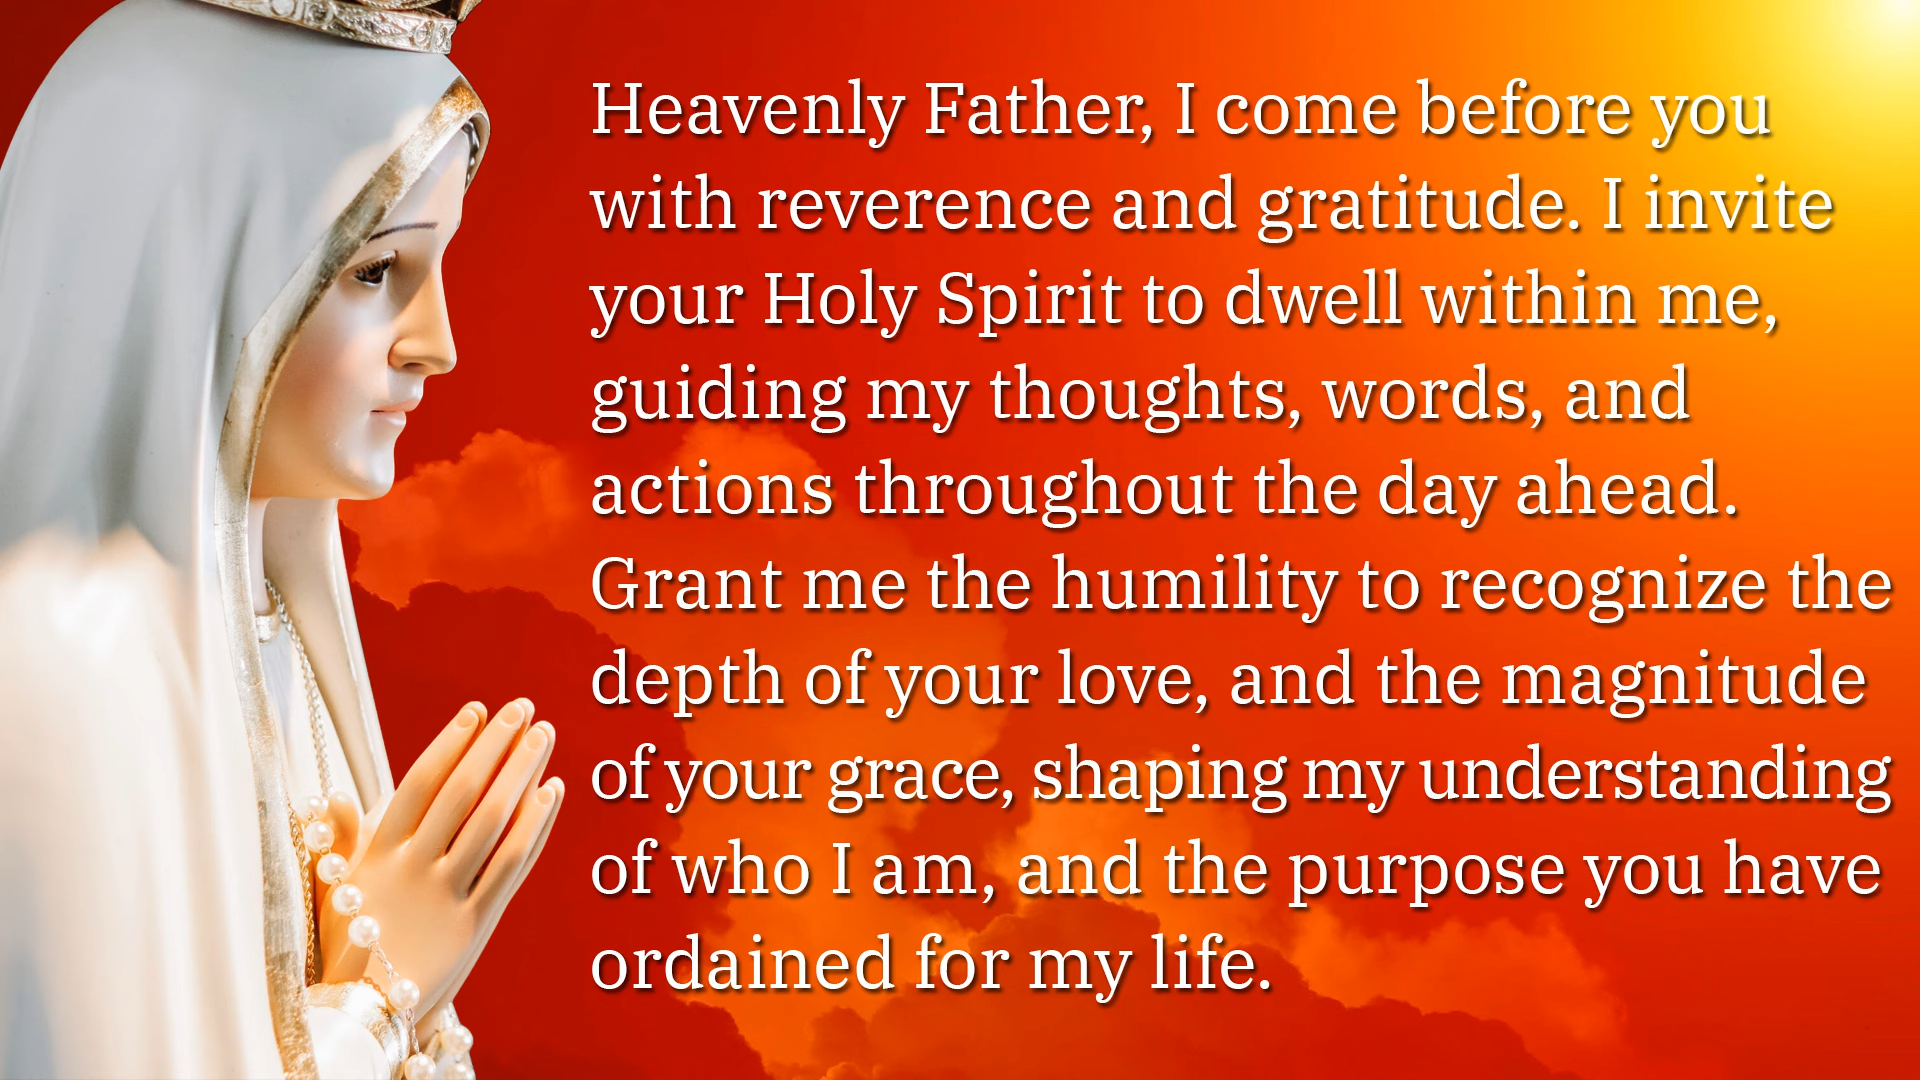 Heavenly Father, I come before you
with reverence and gratitude. I invite
your Holy Spirit to dwell within me,
guiding my thoughts, words, and
actions throughout the day ahead.
Grant me the humility to recognize the
depth of your love, and the magnitude
of your grace, shaping my understanding
of who I am, and the purpose you have
ordained for my life.